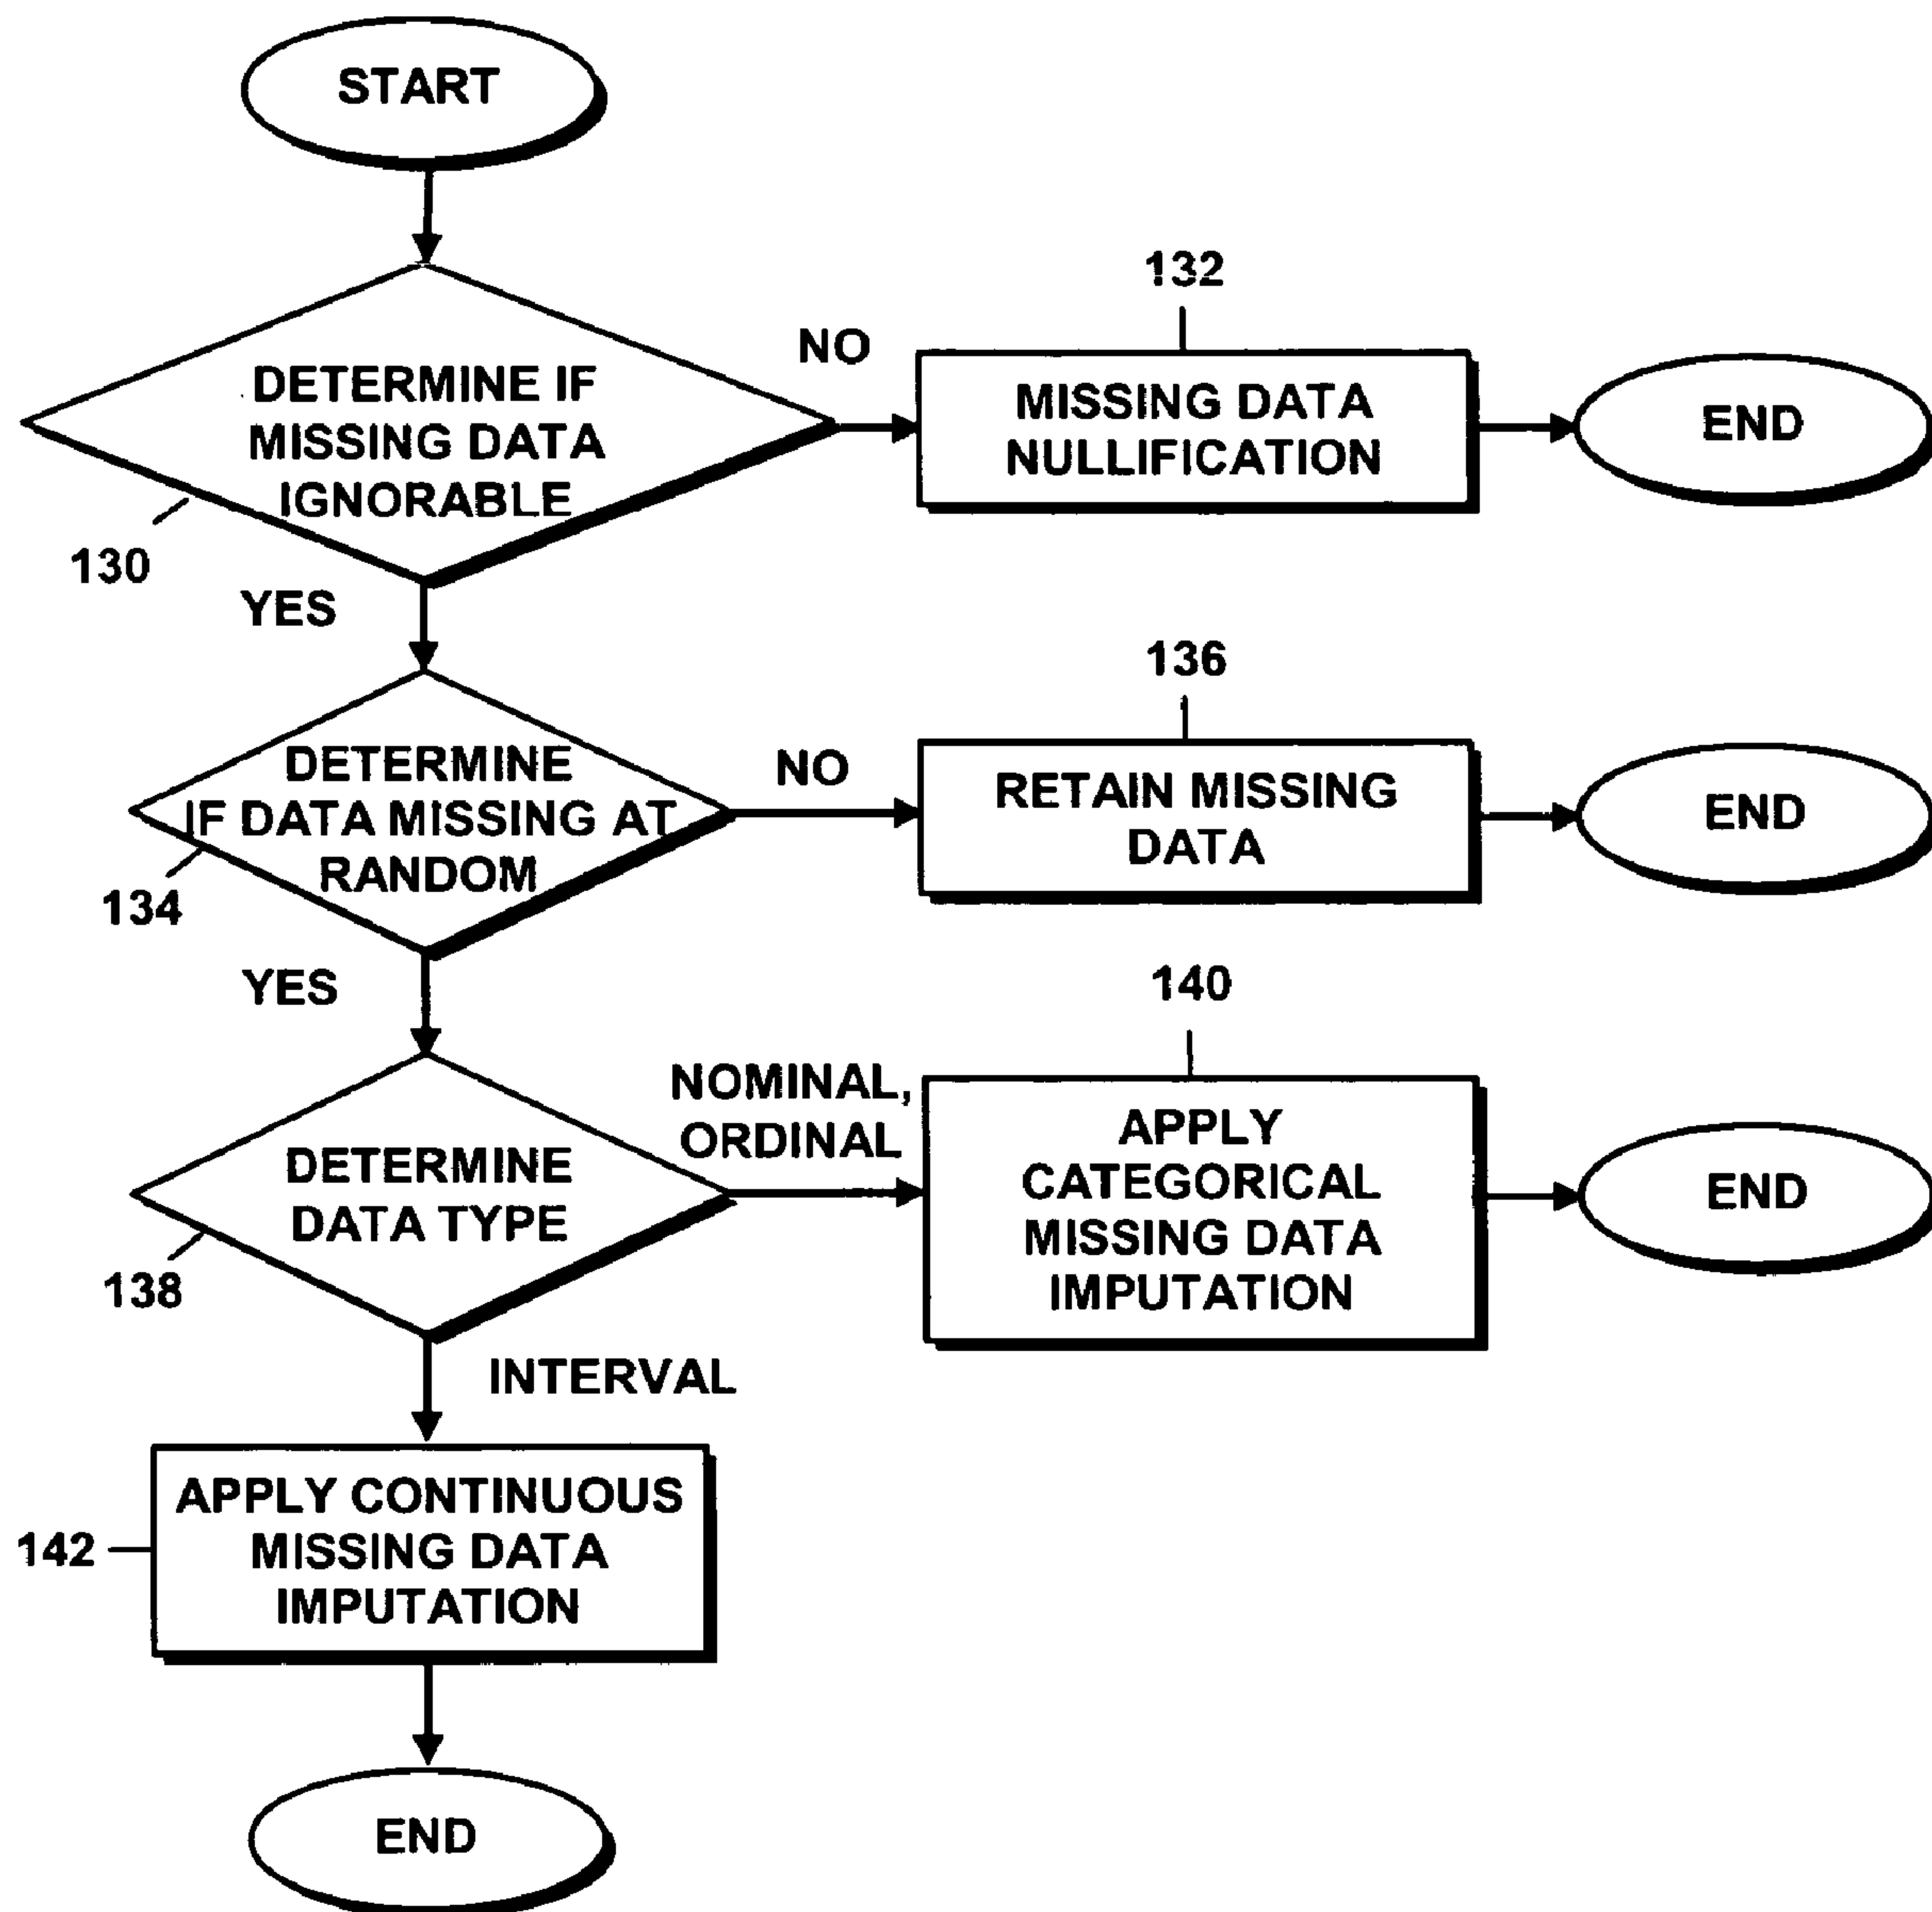 START
132
NO
DETERMINE IF
MISSING DATA
IGNORABLE
MISSING DATA
NULLIFICATION
END
130
YES
136
DETERMINE
IF DATA MISSING AT
RANDOM
NO
RETAIN MISSING
DATA
END
134
YES
140
NOMINAL,
ORDINAL
DETERMINE
DATA TYPE
APPLY
CATEGORICAL
MISSING DATA
IMPUTATION
END
138
INTERVAL
APPLY CONTINUOUS
MISSING DATA
IMPUTATION
142
END